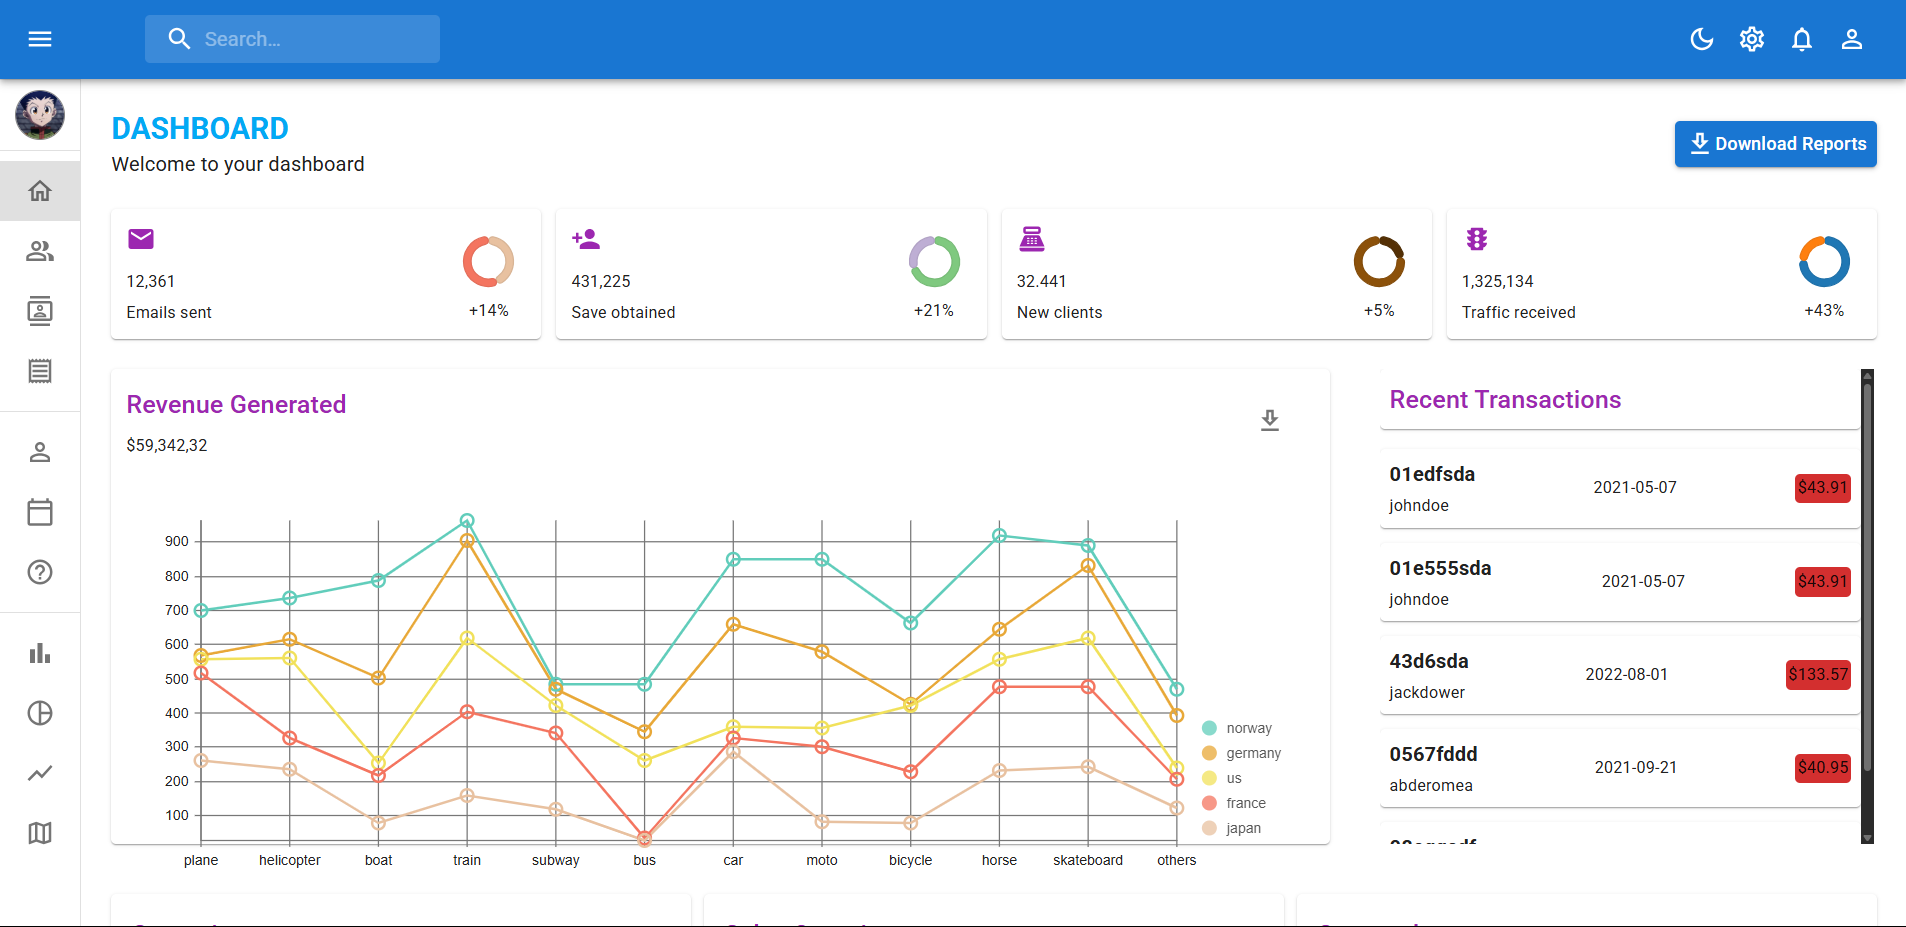 Search...
DASHBOARD
Welcome to your dashboard
Download Reports
12,361
Emails sent
+14%
431,225
Save obtained
+21%
32.441
New clients
+5%
1,325,134
Traffic received
+43%
Revenue Generated
$59,342,32
900
800
700
600
500
400
300
200
100
plane helicopter boat train subway bus car moto bicycle horse skateboard others
norway
germany
us
france
japan
Recent Transactions
01edfsda
johndoe
2021-05-07
$43.91
01e555sda
johndoe
2021-05-07
$43.91
43d6sda
jackdower
2022-08-01
$133.57
0567fddd
abderomea
2021-09-21
$40.95